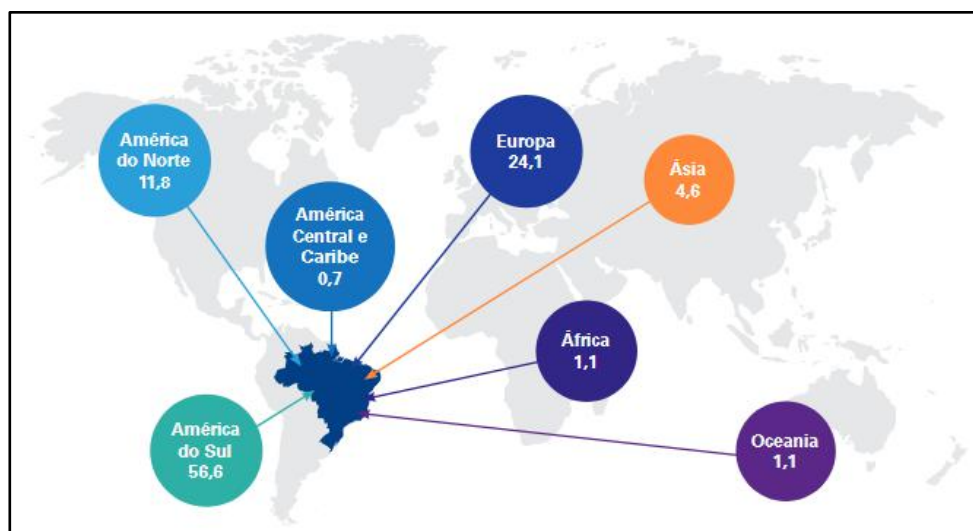 América
do Norte
11,8
América
Central e
Caribe
0,7
Europa
24,1
Ásia
4,6
África
1,1
América
do Sul
56,6
Oceania
1,1